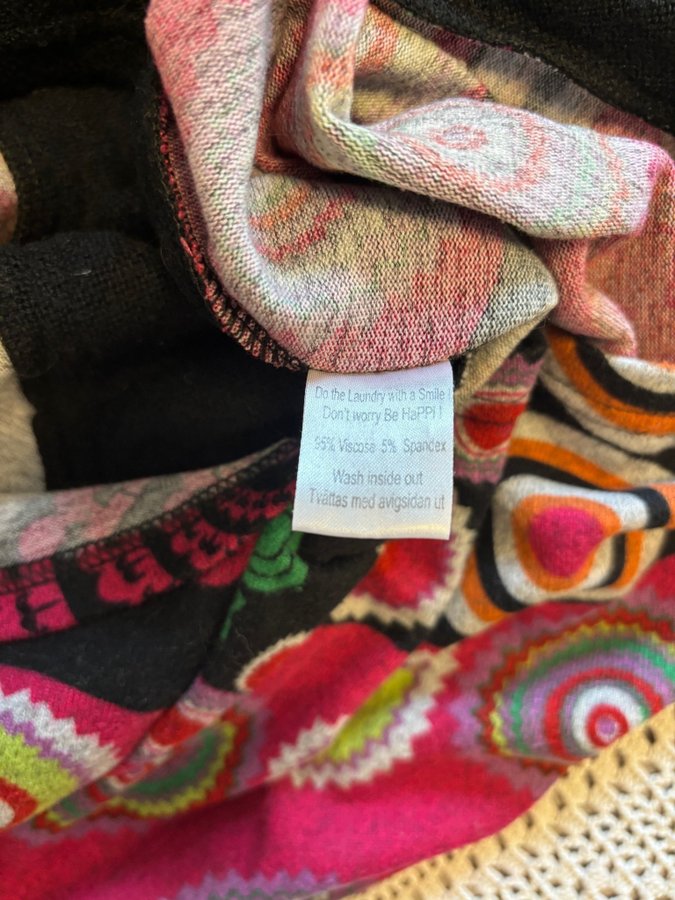 Do the Laundry with a Smile
Don't worry Be HaPPI !
95% Viscose 5% Spandex
Wash inside out
Tvättas med avigsidan ut